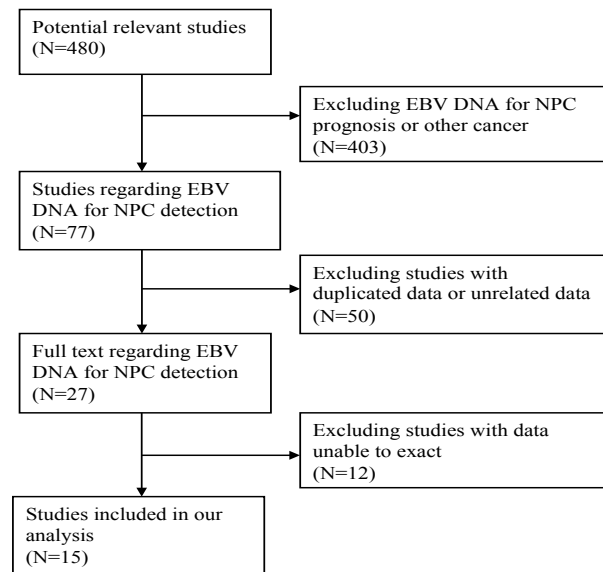 Potential relevant studies
(N=480)
Excluding EBV DNA for NPC
prognosis or other cancer
(N=403)
Studies regarding EBV
DNA for NPC detection
(N=77)
Excluding studies with
duplicated data or unrelated data
(N=50)
Full text regarding EBV
DNA for NPC detection
(N=27)
Excluding studies with data
unable to exact
(N=12)
Studies included in our
analysis
(N=15)